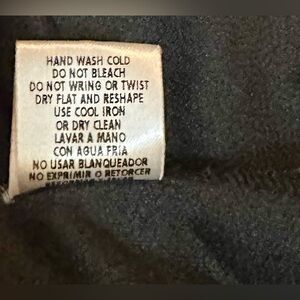 HAND WASH COLD
DO NOT BLEACH
DO NOT WRING OR TWIST
DRY FLAT AND RESHAPE
USE COOL IRON
OR DRY CLEAN
LAVAR A MANO
CON AGUA FRIA
NO USAR BLANQUEADOR
NO EXPRIMIR O RETORCER